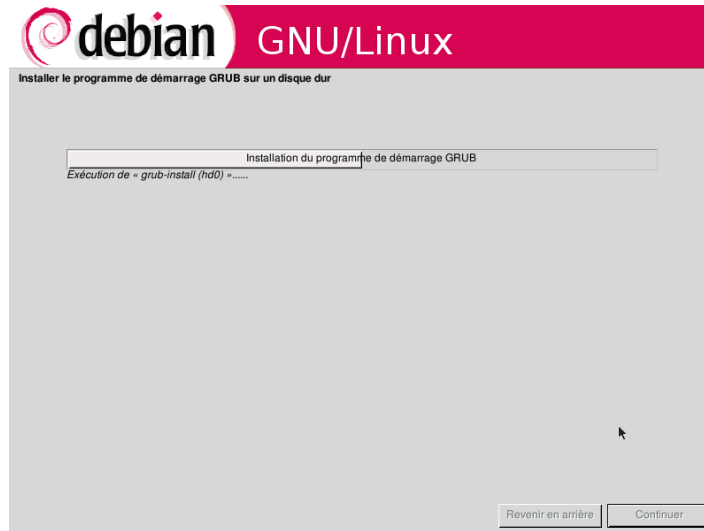 debian GNU/Linux
Installer le programme de démarrage GRUB sur un disque dur
Installation du programme de démarrage GRUB
Exécution de « grub-install (hd0) »......
Revenir en arrière Continuer